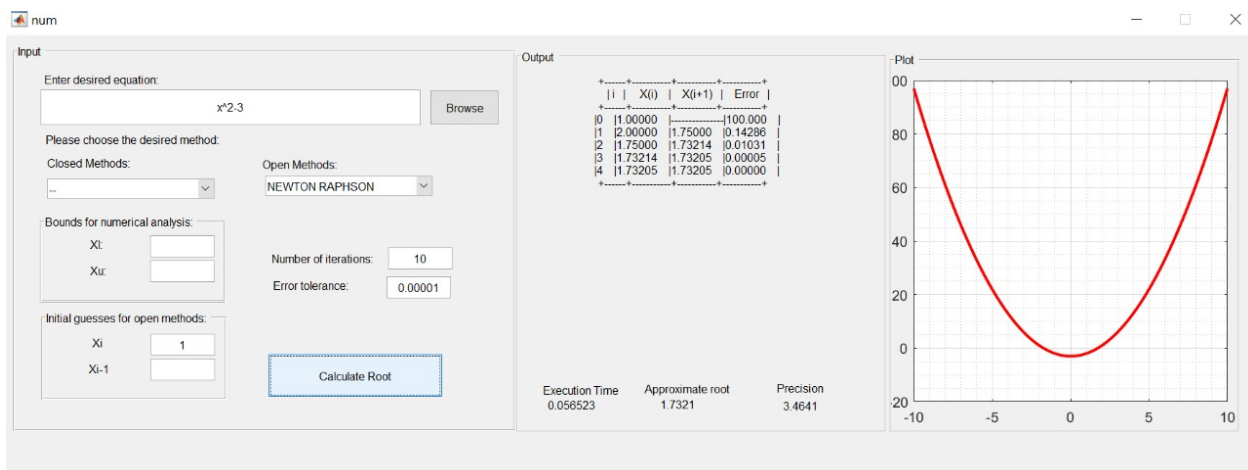 num
Input
Enter desired equation:
x^2-3
Browse
Please choose the desired method:
Closed Methods:
Open Methods:
--
NEWTON RAPHSON
Bounds for numerical analysis:
Xl:
Xu:
Number of iterations:
10
Error tolerance:
0.00001
Initial guesses for open methods:
Xi
1
Xi-1
Calculate Root
Output
+------+-----------+-----------+-----------+
|i | X(i) | X(i+1) | Error |
+------+-----------+-----------+-----------+
|0 |1.00000 |--------------|100.000 |
|1 |2.00000 |1.75000 |0.14286 |
|2 |1.75000 |1.73214 |0.01031 |
|3 |1.73214 |1.73205 |0.00005 |
|4 |1.73205 |1.73205 |0.00000 |
+------+-----------+-----------+-----------+
Execution Time Approximate root Precision
0.056523 1.7321 3.4641
Plot
00
80
60
40
20
0
-20
-10 -5 0 5 10